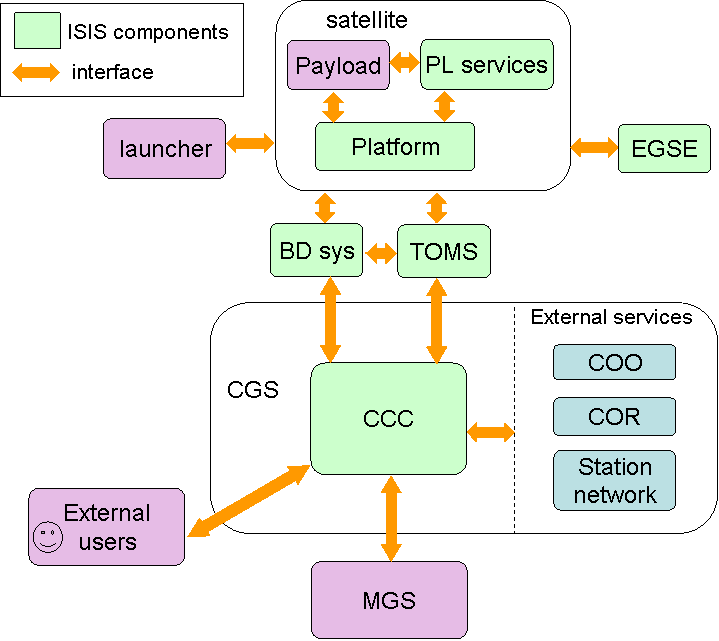 ISIS components
interface
satellite
Payload
PL services
Platform
launcher
EGSE
BD sys
TOMS
External services
CGS
CCC
COO
COR
Station
network
External
users
MGS